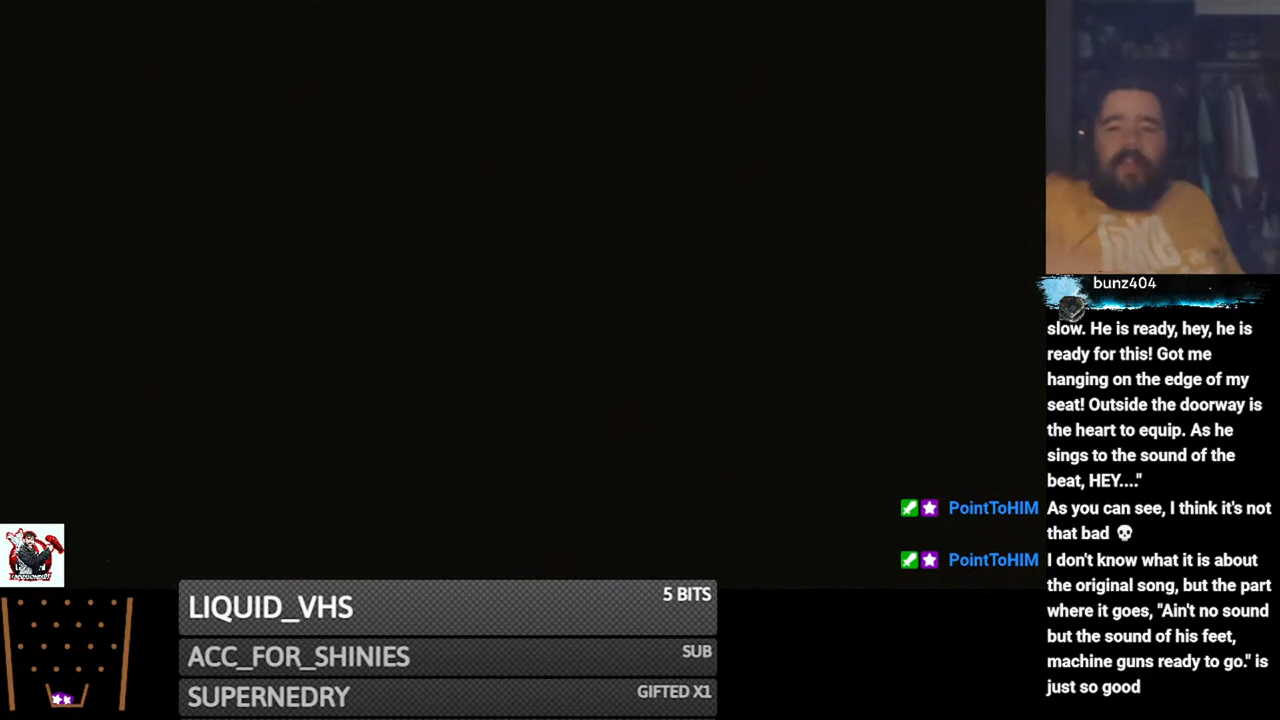 bunz404
slow. He is ready, hey, he is
ready for this! Got me
hanging on the edge of my
seat! Outside the doorway is
the heart to equip. As he
sings to the sound of the
beat, HEY...."
PointToHIM As you can see, I think it's not
that bad 💀
PointToHIM I don't know what it is about
the original song, but the part
where it goes, "Ain't no sound
but the sound of his feet,
machine guns ready to go." is
just so good
LIQUID_VHS 5 BITS
ACC_FOR_SHINIES SUB
SUPERNEDRY GIFTED X1